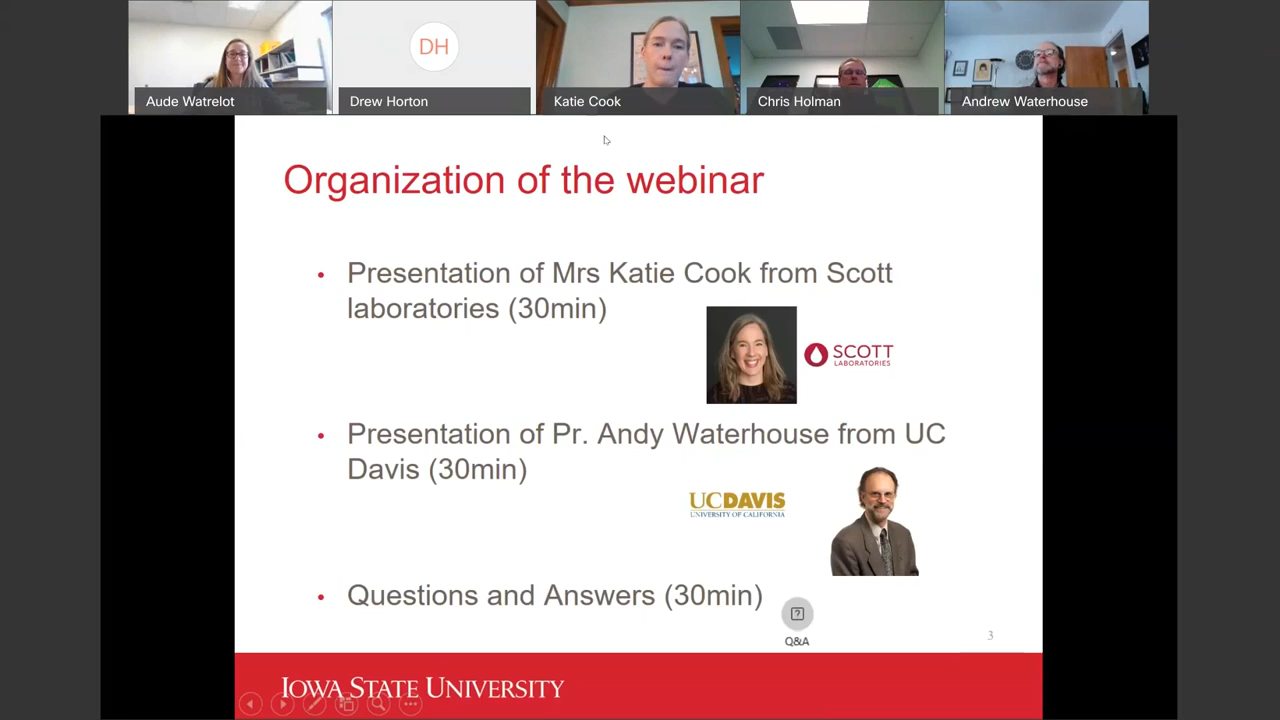 DH
Aude Watrelot
Drew Horton
Katie Cook
Chris Holman
Andrew Waterhouse
Organization of the webinar
• Presentation of Mrs Katie Cook from Scott
laboratories (30min)
SCOTT
LABORATORIES
• Presentation of Pr. Andy Waterhouse from UC
Davis (30min)
UCDAVIS
UNIVERSITY OF CALIFORNIA
• Questions and Answers (30min)
?
Q&A
3
IOWA STATE UNIVERSITY